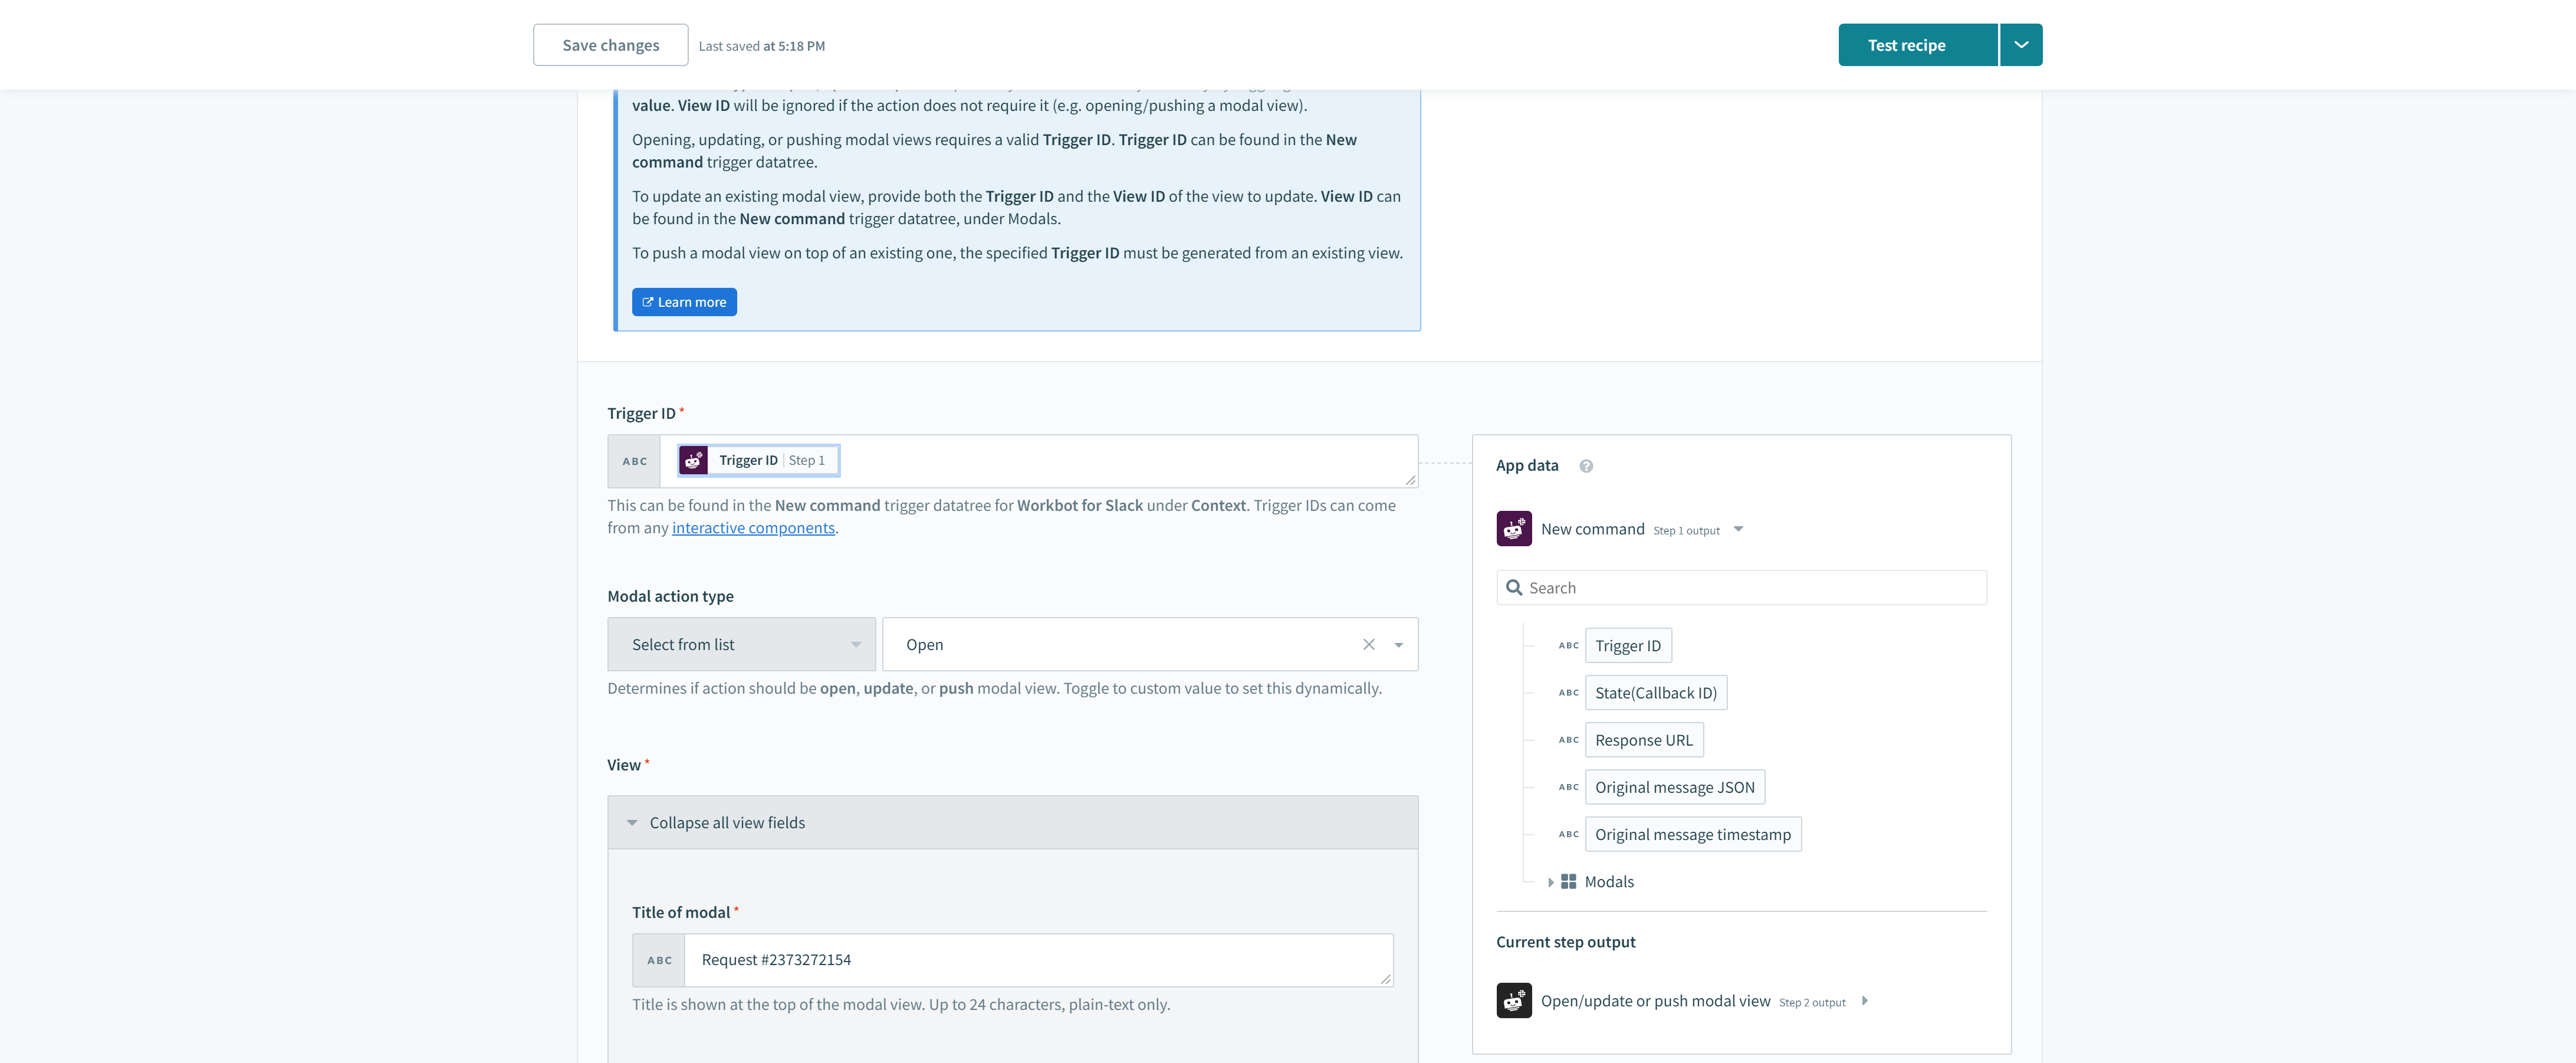 Save changes
Last saved at 5:18 PM
Test recipe
value. View ID will be ignored if the action does not require it (e.g. opening/pushing a modal view).
Opening, updating, or pushing modal views requires a valid Trigger ID. Trigger ID can be found in the New
command trigger datatree.
To update an existing modal view, provide both the Trigger ID and the View ID of the view to update. View ID can
be found in the New command trigger datatree, under Modals.
To push a modal view on top of an existing one, the specified Trigger ID must be generated from an existing view.
Learn more
Trigger ID *
ABC
Trigger ID | Step 1
This can be found in the New command trigger datatree for Workbot for Slack under Context. Trigger IDs can come
from any interactive components.
Modal action type
Select from list
Open
Determines if action should be open, update, or push modal view. Toggle to custom value to set this dynamically.
View *
Collapse all view fields
Title of modal *
ABC
Request #2373272154
Title is shown at the top of the modal view. Up to 24 characters, plain-text only.
App data
?
New command Step 1 output
Search
ABC Trigger ID
ABC State(Callback ID)
ABC Response URL
ABC Original message JSON
ABC Original message timestamp
Modals
Current step output
Open/update or push modal view Step 2 output